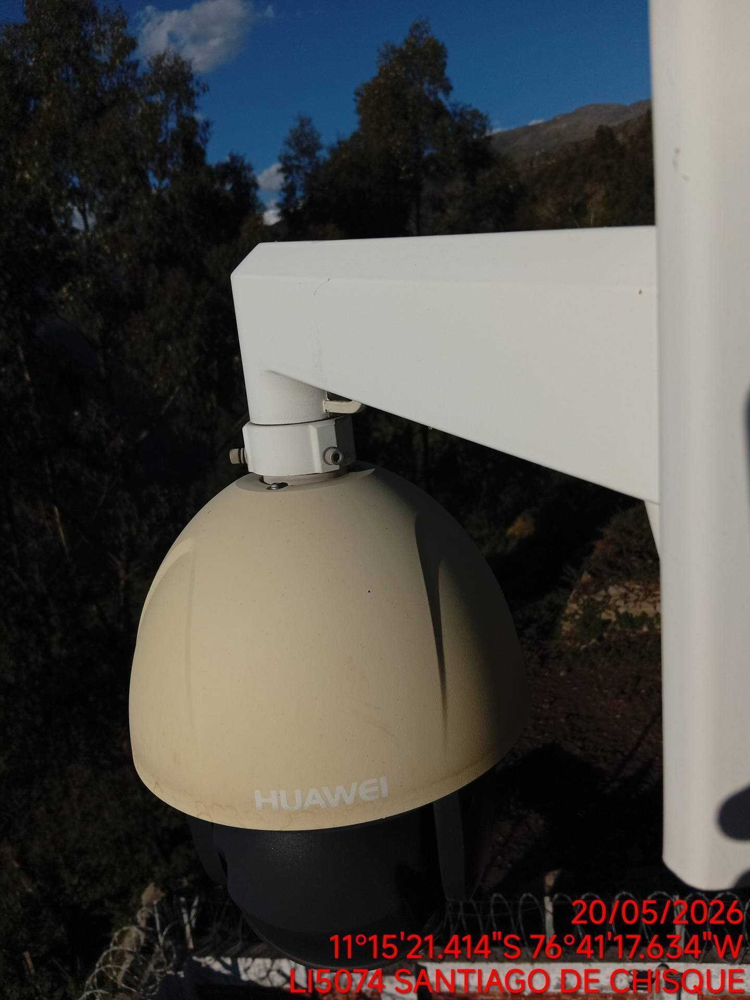 HUAWEI
20/05/2026
11°15'21.414"S 76°41'17.634"W
LI5074 SANTIAGO DE CHISQUE